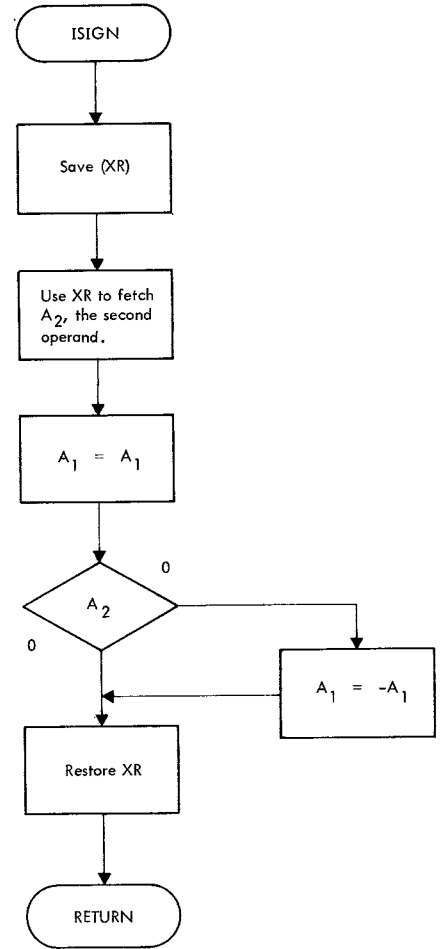 ISIGN
Save (XR)
Use XR to fetch
A2, the second
operand.
A1 = A1
0
A2
0
A1 = -A1
Restore XR
RETURN